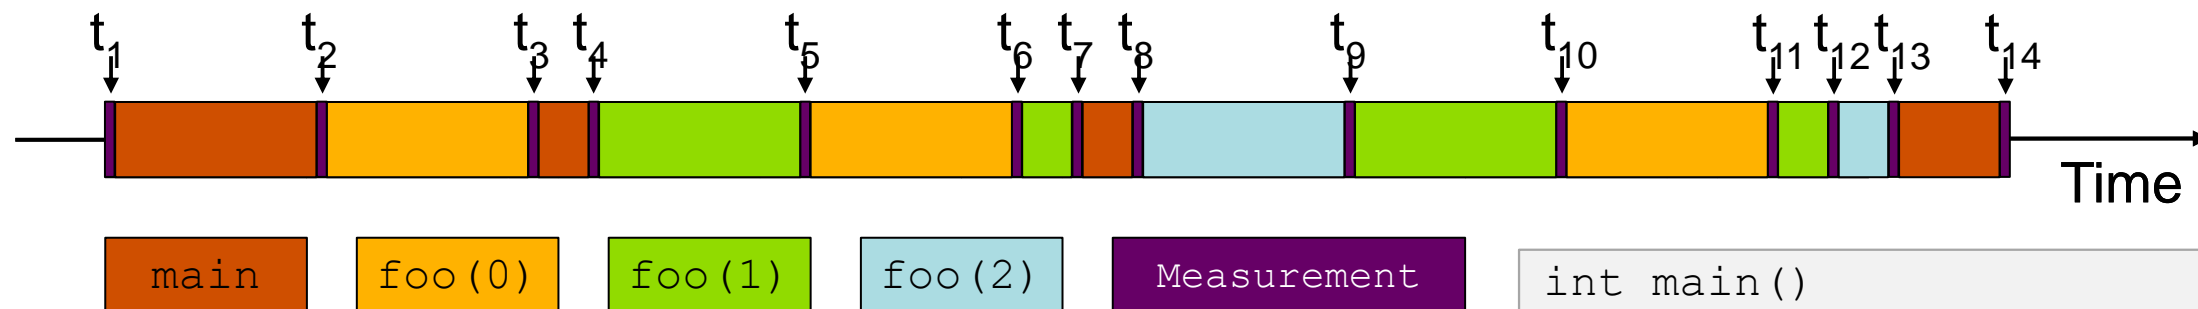 t1 t2 t3 t4 t5 t6 t7 t8 t9 t10 t11 t12 t13 t14
Time
main foo(0) foo(1) foo(2) Measurement
int main()